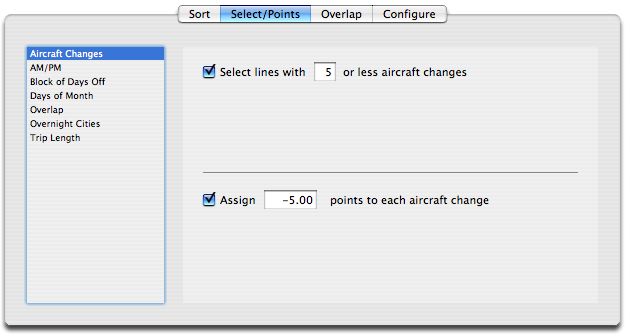 Sort Select/Points Overlap Configure
Aircraft Changes
AM/PM
Block of Days Off
Days of Month
Overlap
Overnight Cities
Trip Length
Select lines with 5 or less aircraft changes
Assign -5.00 points to each aircraft change